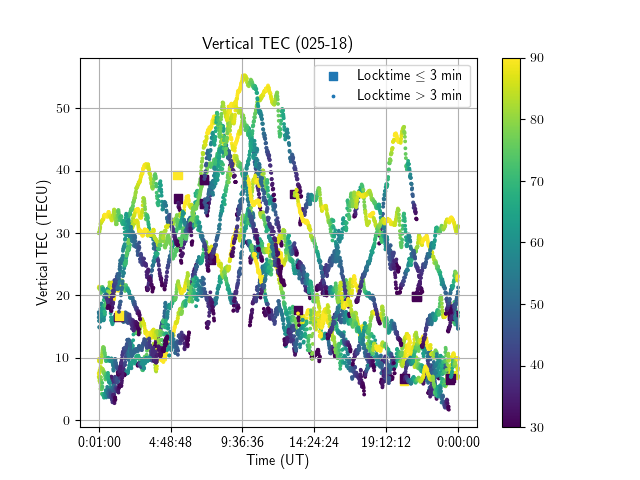 Vertical TEC (025-18)
Locktime ≤ 3 min
Locktime > 3 min
Vertical TEC (TECU)
50
40
30
20
10
0
0:01:00 4:48:48 9:36:36 14:24:24 19:12:12 0:00:00
Time (UT)
90
80
70
60
50
40
30